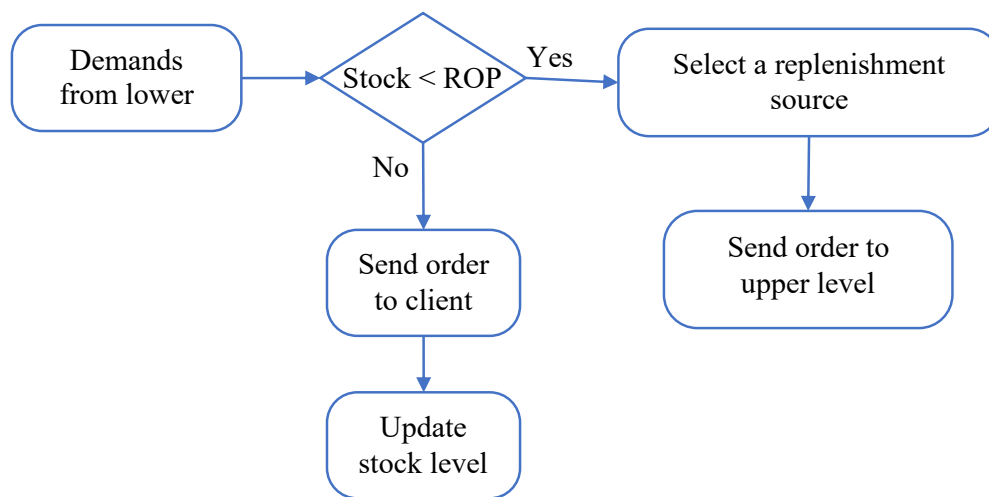 Demands
from lower
Stock < ROP
Yes
Select a replenishment
source
No
Send order
to client
Send order to
upper level
Update
stock level